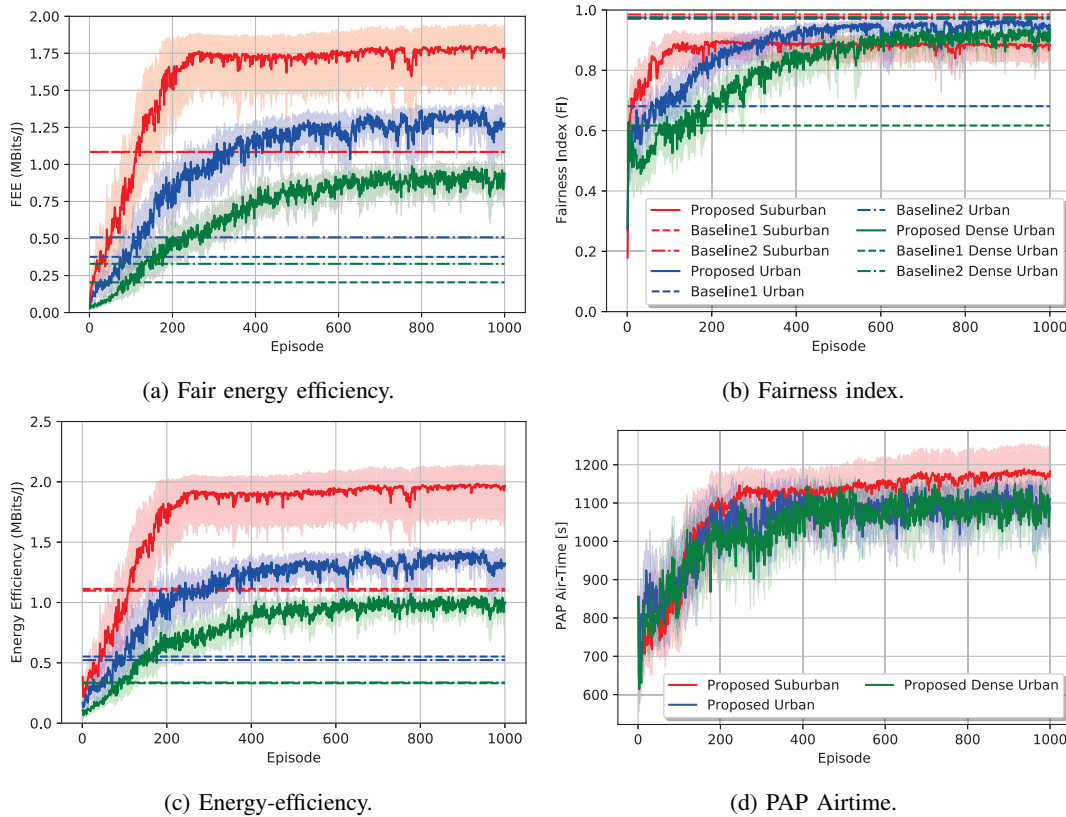 FEE (MBits/J)
2.00
1.75
1.50
1.25
1.00
0.75
0.50
0.25
0.00
0 200 400 600 800 1000
Episode
(a) Fair energy efficiency.
Fairness Index (FI)
1.0
0.8
0.6
0.4
0.2
0.0
Proposed Suburban
Baseline1 Suburban
Baseline2 Suburban
Proposed Urban
Baseline1 Urban
Baseline2 Urban
Proposed Dense Urban
Baseline1 Dense Urban
Baseline2 Dense Urban
0 200 400 600 800 1000
Episode
(b) Fairness index.
Energy Efficiency (MBits/J)
2.5
2.0
1.5
1.0
0.5
0.0
0 200 400 600 800 1000
Episode
(c) Energy-efficiency.
PAP Air-Time [s]
1200
1100
1000
900
800
700
600
Proposed Suburban
Proposed Urban
Proposed Dense Urban
0 200 400 600 800 1000
Episode
(d) PAP Airtime.